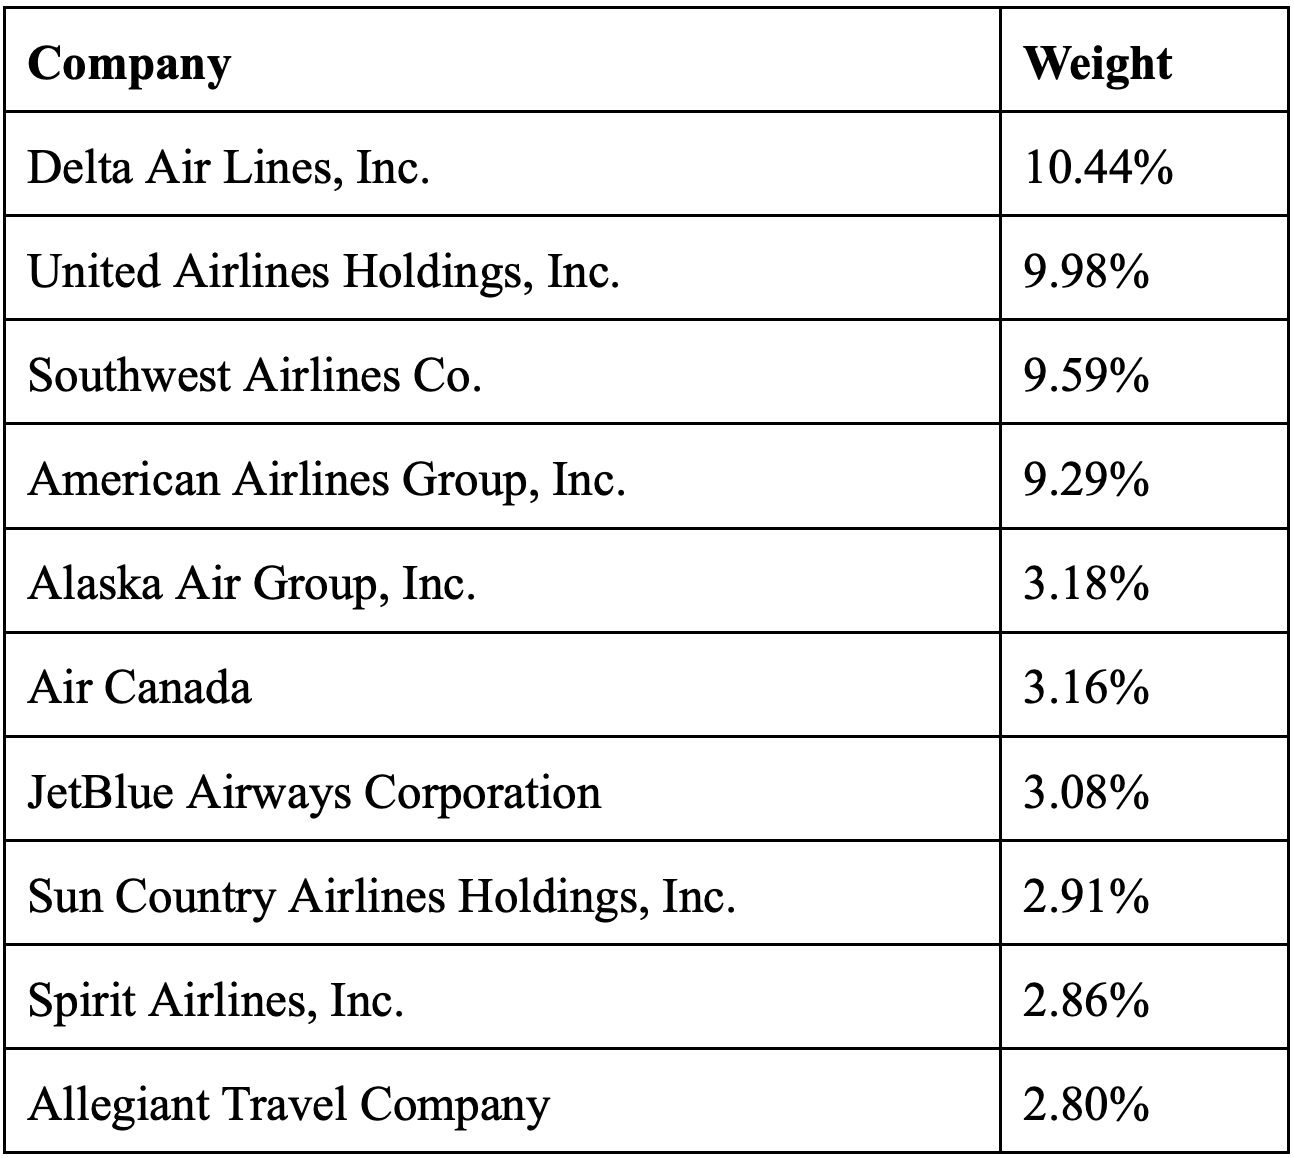 Company Weight
Delta Air Lines, Inc. 10.44%
United Airlines Holdings, Inc. 9.98%
Southwest Airlines Co. 9.59%
American Airlines Group, Inc. 9.29%
Alaska Air Group, Inc. 3.18%
Air Canada 3.16%
JetBlue Airways Corporation 3.08%
Sun Country Airlines Holdings, Inc. 2.91%
Spirit Airlines, Inc. 2.86%
Allegiant Travel Company 2.80%